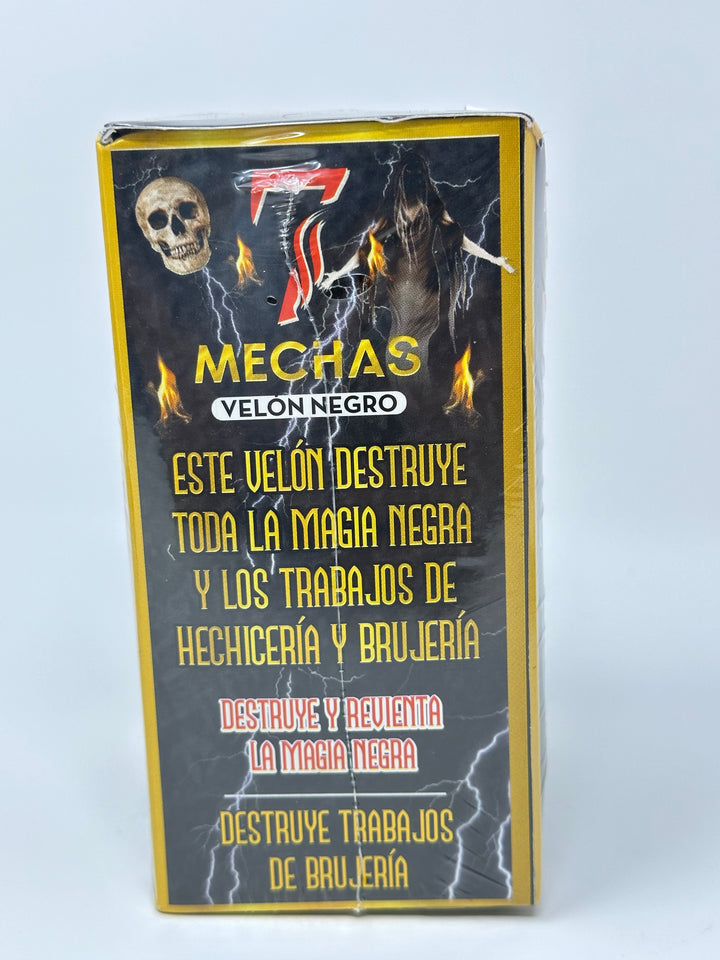 7
MECHAS
VELÓN NEGRO
ESTE VELÓN DESTRUYE
TODA LA MAGIA NEGRA
Y LOS TRABAJOS DE
HECHICERÍA Y BRUJERÍA
DESTRUYE Y REVIENTA
LA MAGIA NEGRA
DESTRUYE TRABAJOS
DE BRUJERÍA